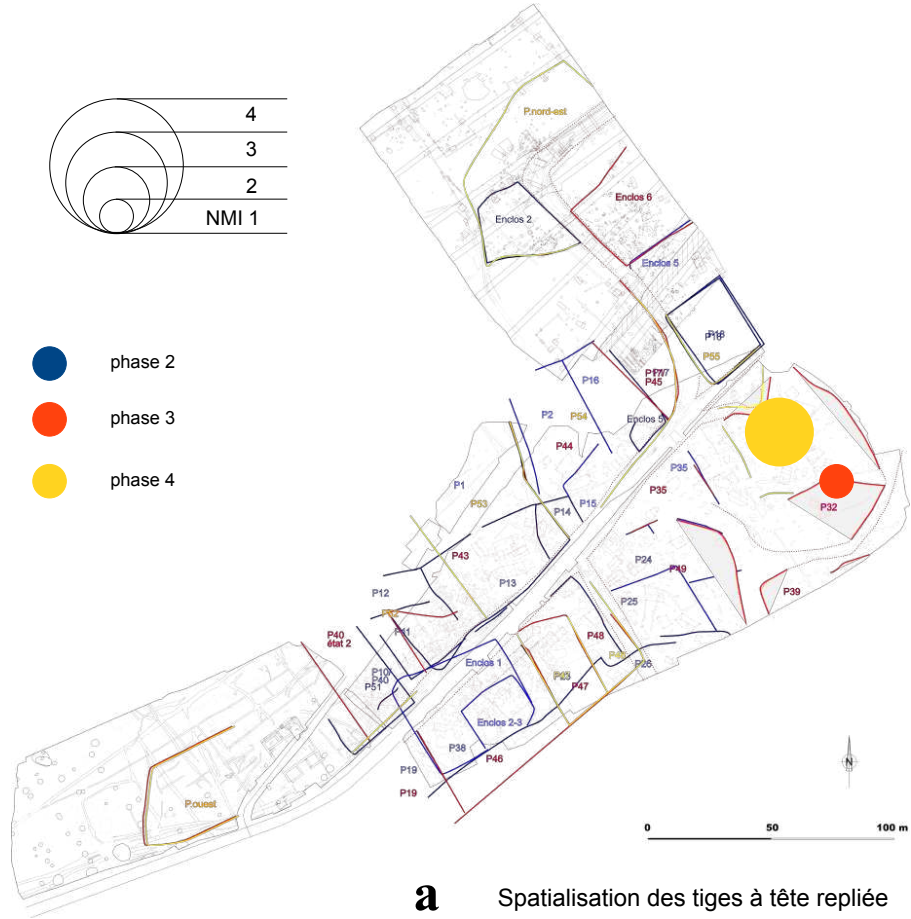 4
3
2
NMI 1
phase 2
phase 3
phase 4
P.nord-est
Enclos 2
Enclos 6
Enclos 5
P18
P55
P16
P45
P2
P54
Enclos 5
P44
P1
P53
P15
P14
P35
P35
P32
P43
P13
P24
P49
P12
P25
P39
P11
P40
état 2
P48
P10
P40
P51
Enclos 1
P23
P26
P47
Enclos 2-3
P38
P46
P19
P19
P.ouest
N
0 50 100 m
a Spatialisation des tiges à tête repliée